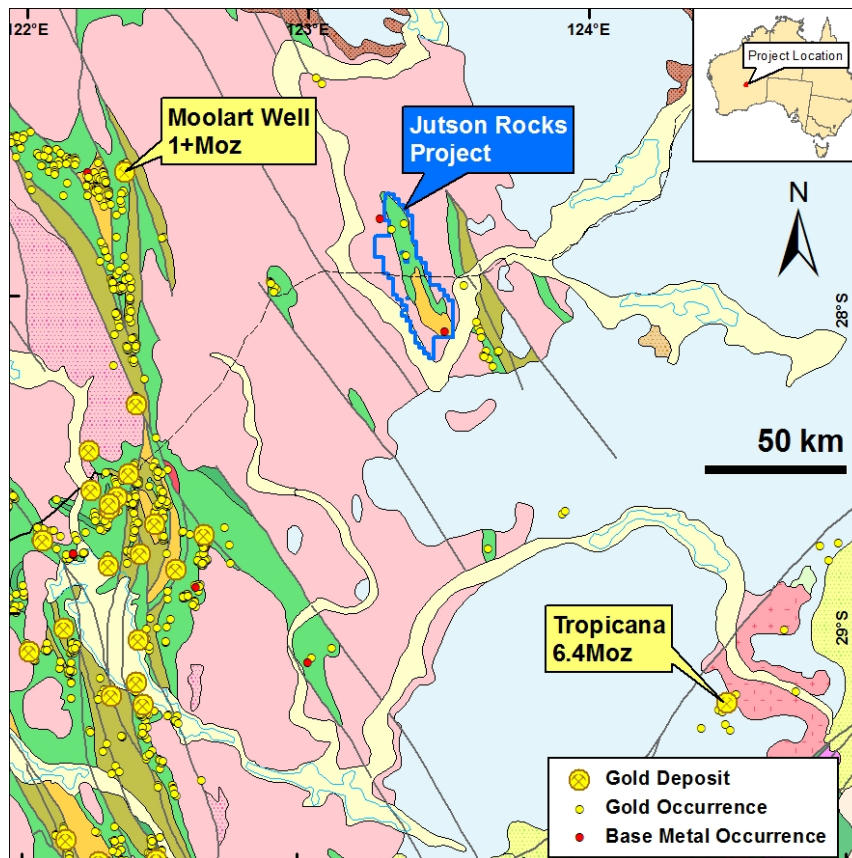 122°E
123°E
124°E
Project Location
Moolart Well
1+Moz
Jutson Rocks
Project
N
28°S
50 km
29°S
Tropicana
6.4Moz
Gold Deposit
Gold Occurrence
Base Metal Occurrence